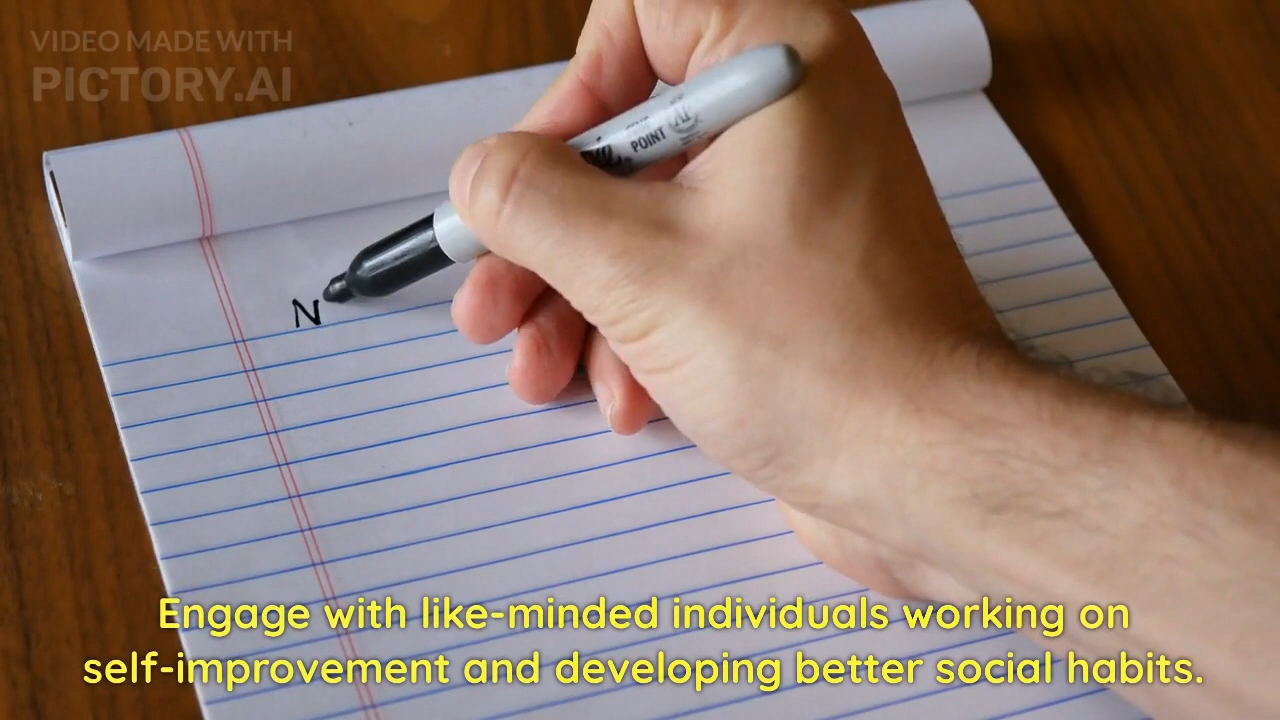 VIDEO MADE WITH
PICTORY.AI
POINT
N
Engage with like-minded individuals working on
self-improvement and developing better social habits.